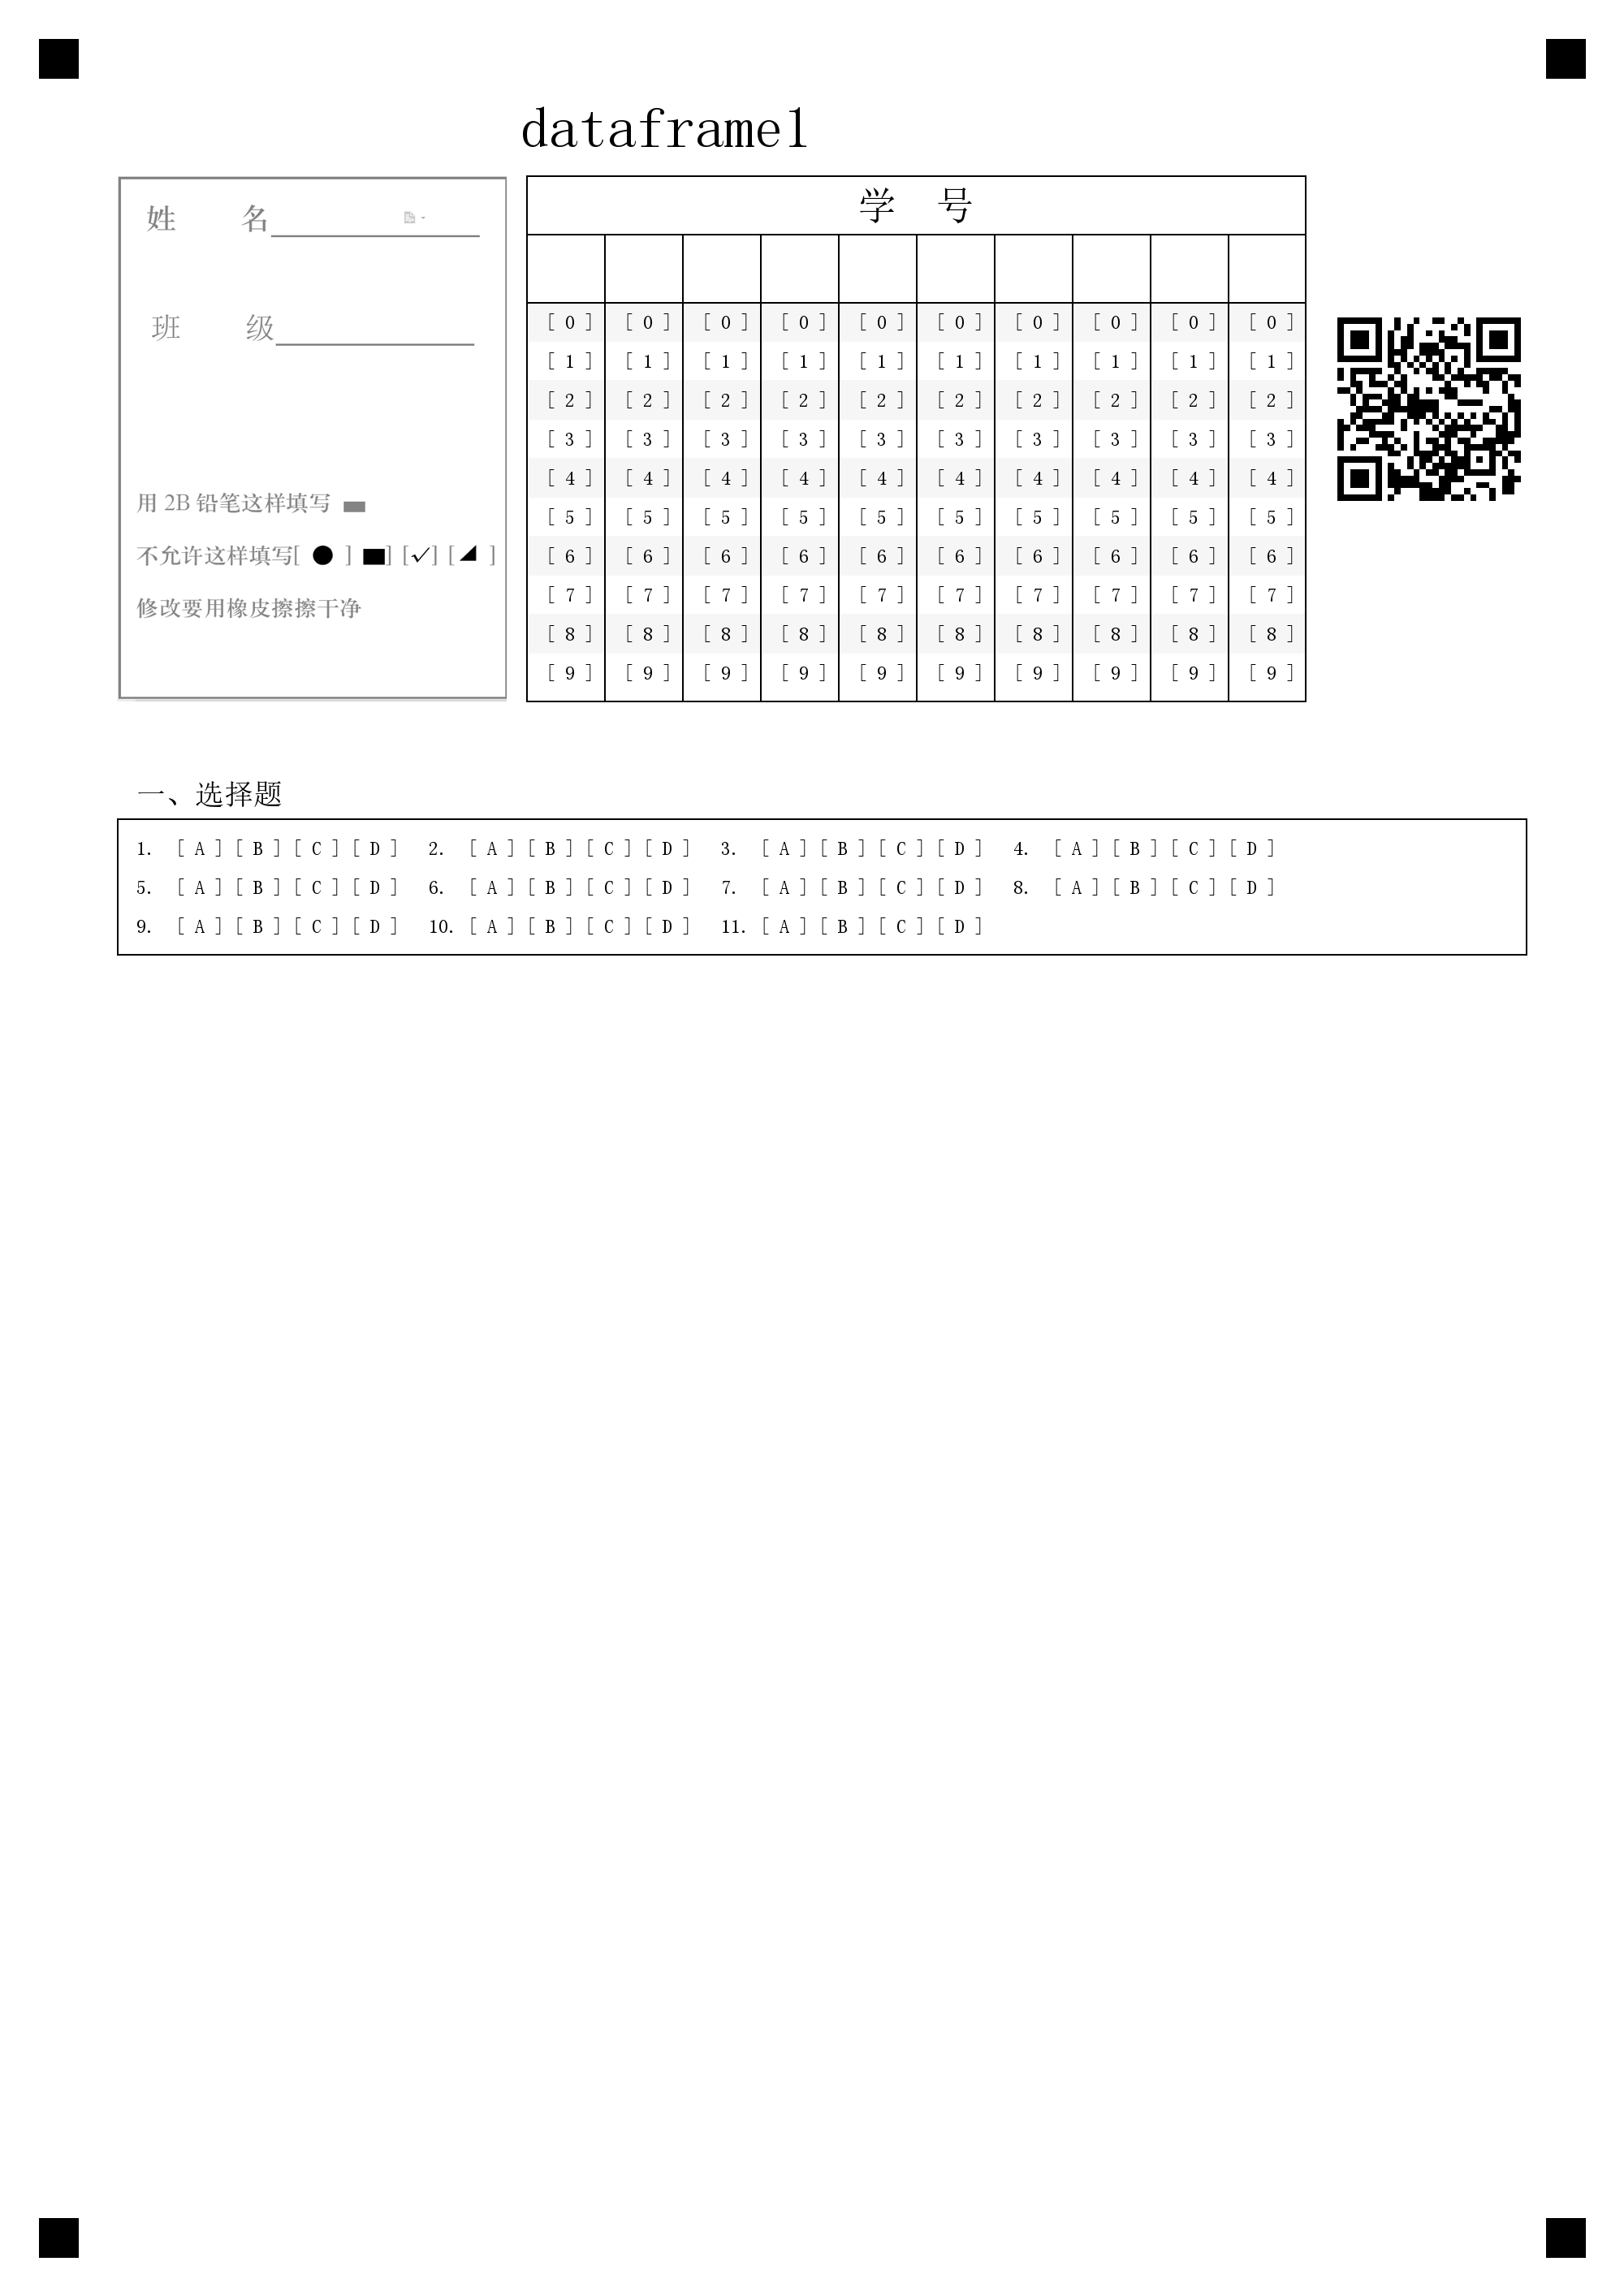 dataframe1
姓 名
班 级
用 2B 铅笔这样填写
不允许这样填写[ ● ] ■] [✓] [ ◢ ]
修改要用橡皮擦擦干净
学 号
[ 0 ] [ 0 ] [ 0 ] [ 0 ] [ 0 ] [ 0 ] [ 0 ] [ 0 ] [ 0 ] [ 0 ]
[ 1 ] [ 1 ] [ 1 ] [ 1 ] [ 1 ] [ 1 ] [ 1 ] [ 1 ] [ 1 ] [ 1 ]
[ 2 ] [ 2 ] [ 2 ] [ 2 ] [ 2 ] [ 2 ] [ 2 ] [ 2 ] [ 2 ] [ 2 ]
[ 3 ] [ 3 ] [ 3 ] [ 3 ] [ 3 ] [ 3 ] [ 3 ] [ 3 ] [ 3 ] [ 3 ]
[ 4 ] [ 4 ] [ 4 ] [ 4 ] [ 4 ] [ 4 ] [ 4 ] [ 4 ] [ 4 ] [ 4 ]
[ 5 ] [ 5 ] [ 5 ] [ 5 ] [ 5 ] [ 5 ] [ 5 ] [ 5 ] [ 5 ] [ 5 ]
[ 6 ] [ 6 ] [ 6 ] [ 6 ] [ 6 ] [ 6 ] [ 6 ] [ 6 ] [ 6 ] [ 6 ]
[ 7 ] [ 7 ] [ 7 ] [ 7 ] [ 7 ] [ 7 ] [ 7 ] [ 7 ] [ 7 ] [ 7 ]
[ 8 ] [ 8 ] [ 8 ] [ 8 ] [ 8 ] [ 8 ] [ 8 ] [ 8 ] [ 8 ] [ 8 ]
[ 9 ] [ 9 ] [ 9 ] [ 9 ] [ 9 ] [ 9 ] [ 9 ] [ 9 ] [ 9 ] [ 9 ]
一、选择题
1. [ A ] [ B ] [ C ] [ D ] 2. [ A ] [ B ] [ C ] [ D ] 3. [ A ] [ B ] [ C ] [ D ] 4. [ A ] [ B ] [ C ] [ D ]
5. [ A ] [ B ] [ C ] [ D ] 6. [ A ] [ B ] [ C ] [ D ] 7. [ A ] [ B ] [ C ] [ D ] 8. [ A ] [ B ] [ C ] [ D ]
9. [ A ] [ B ] [ C ] [ D ] 10. [ A ] [ B ] [ C ] [ D ] 11. [ A ] [ B ] [ C ] [ D ]